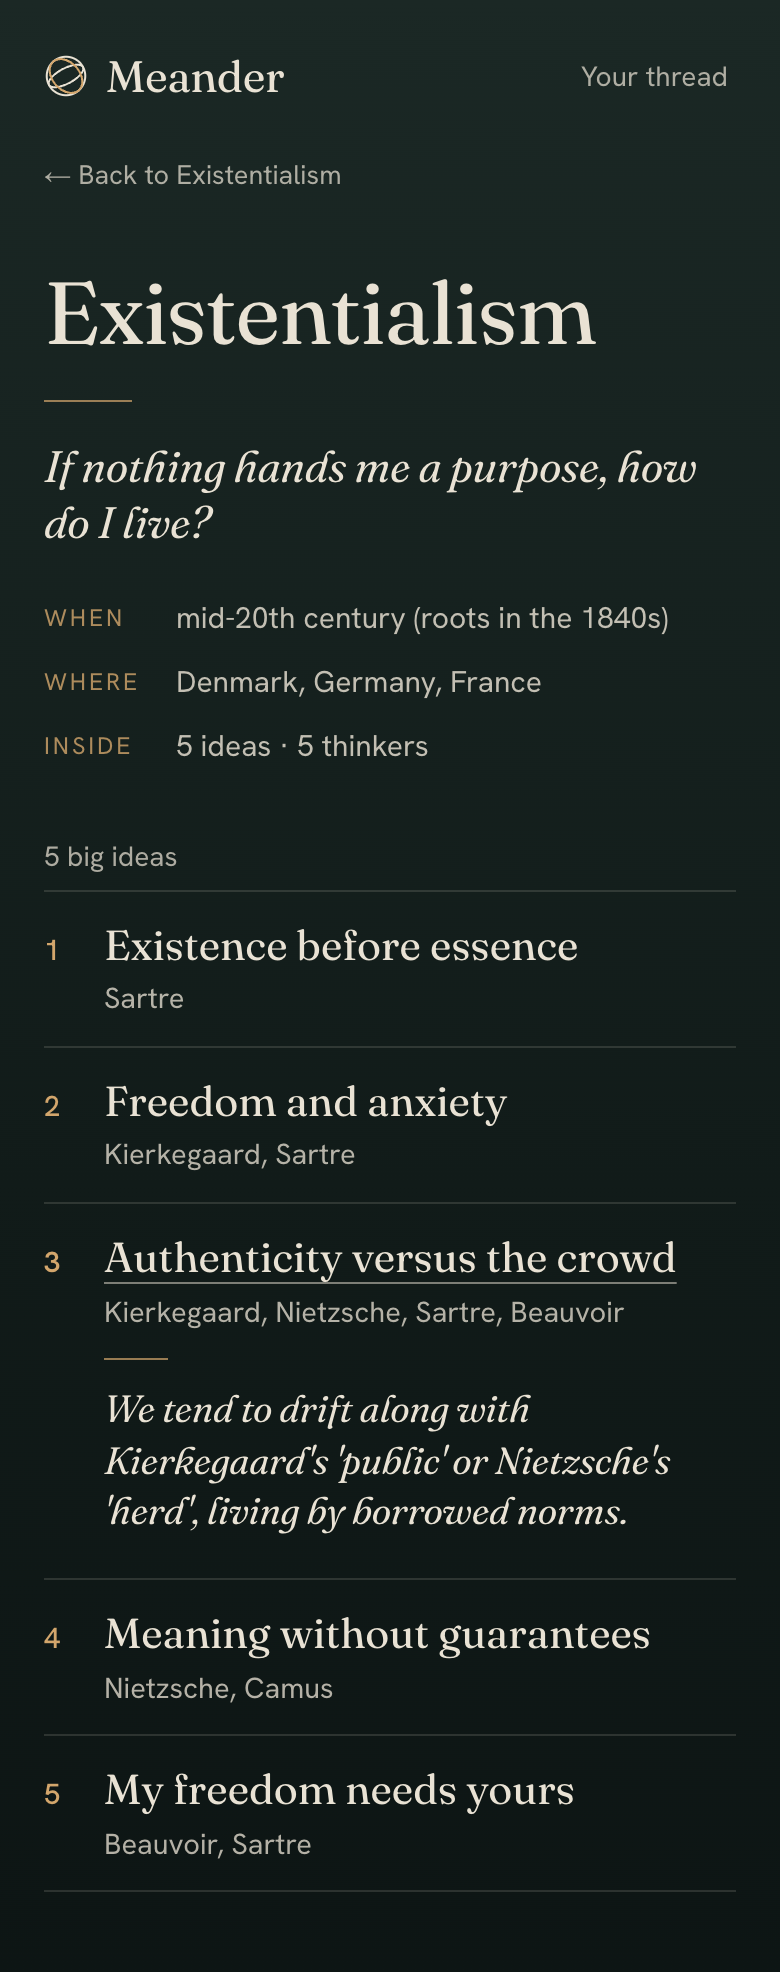 Meander
Your thread
← Back to Existentialism
Existentialism
If nothing hands me a purpose, how
do I live?
WHEN mid-20th century (roots in the 1840s)
WHERE Denmark, Germany, France
INSIDE 5 ideas · 5 thinkers
5 big ideas
1 Existence before essence
Sartre
2 Freedom and anxiety
Kierkegaard, Sartre
3 Authenticity versus the crowd
Kierkegaard, Nietzsche, Sartre, Beauvoir
We tend to drift along with
Kierkegaard's 'public' or Nietzsche's
'herd', living by borrowed norms.
4 Meaning without guarantees
Nietzsche, Camus
5 My freedom needs yours
Beauvoir, Sartre